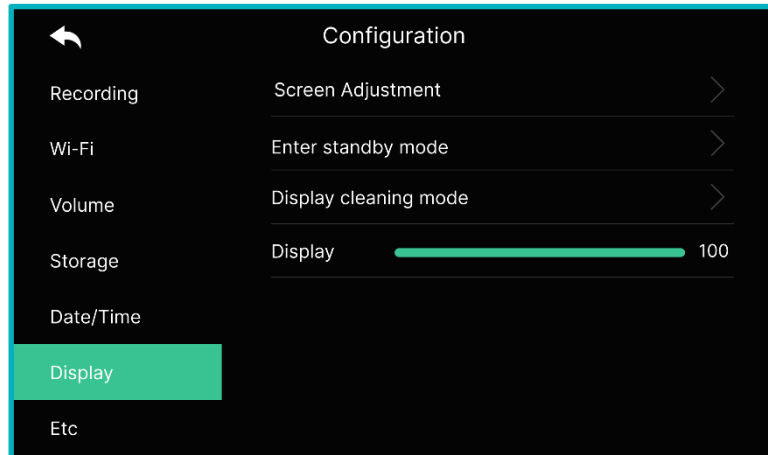 Configuration
Recording
Wi-Fi
Volume
Storage
Date/Time
Display
Etc
Screen Adjustment
Enter standby mode
Display cleaning mode
Display 100